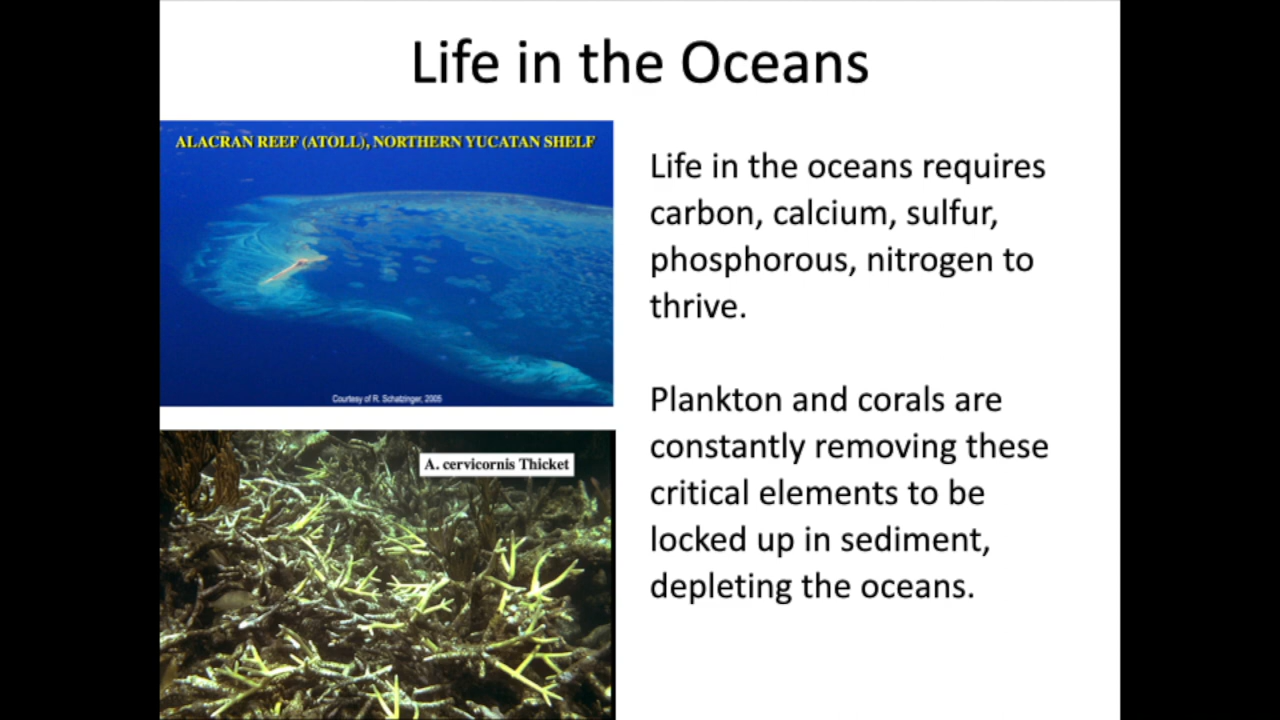 Life in the Oceans
ALACRAN REEF (ATOLL), NORTHERN YUCATAN SHELF
Courtesy of R. Schatzinger, 2005
A. cervicornis Thicket
Life in the oceans requires
carbon, calcium, sulfur,
phosphorous, nitrogen to
thrive.
Plankton and corals are
constantly removing these
critical elements to be
locked up in sediment,
depleting the oceans.